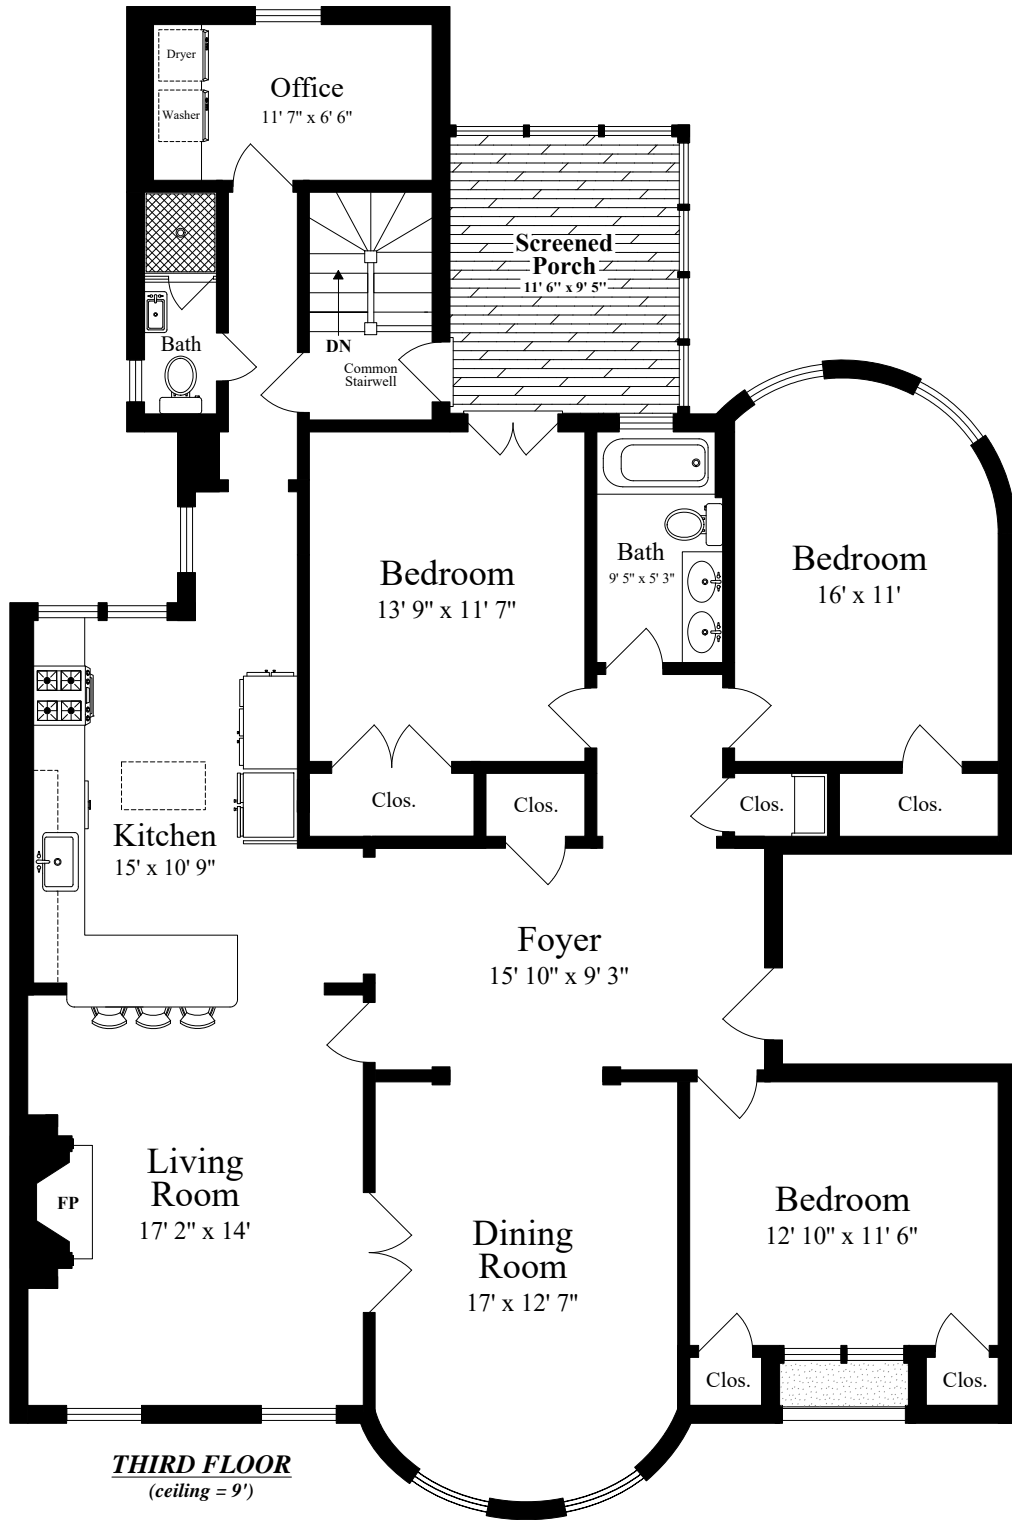 Dryer
Washer
Office
11' 7" x 6' 6"
Screened
Porch
11' 6" x 9' 5"
Bath
DN
Common
Stairwell
Bedroom
13' 9" x 11' 7"
Bath
9' 5" x 5' 3"
Bedroom
16' x 11'
Clos.
Clos.
Clos.
Clos.
Kitchen
15' x 10' 9"
Foyer
15' 10" x 9' 3"
Living
Room
17' 2" x 14'
FP
Dining
Room
17' x 12' 7"
Bedroom
12' 10" x 11' 6"
Clos.
Clos.
THIRD FLOOR
(ceiling = 9')